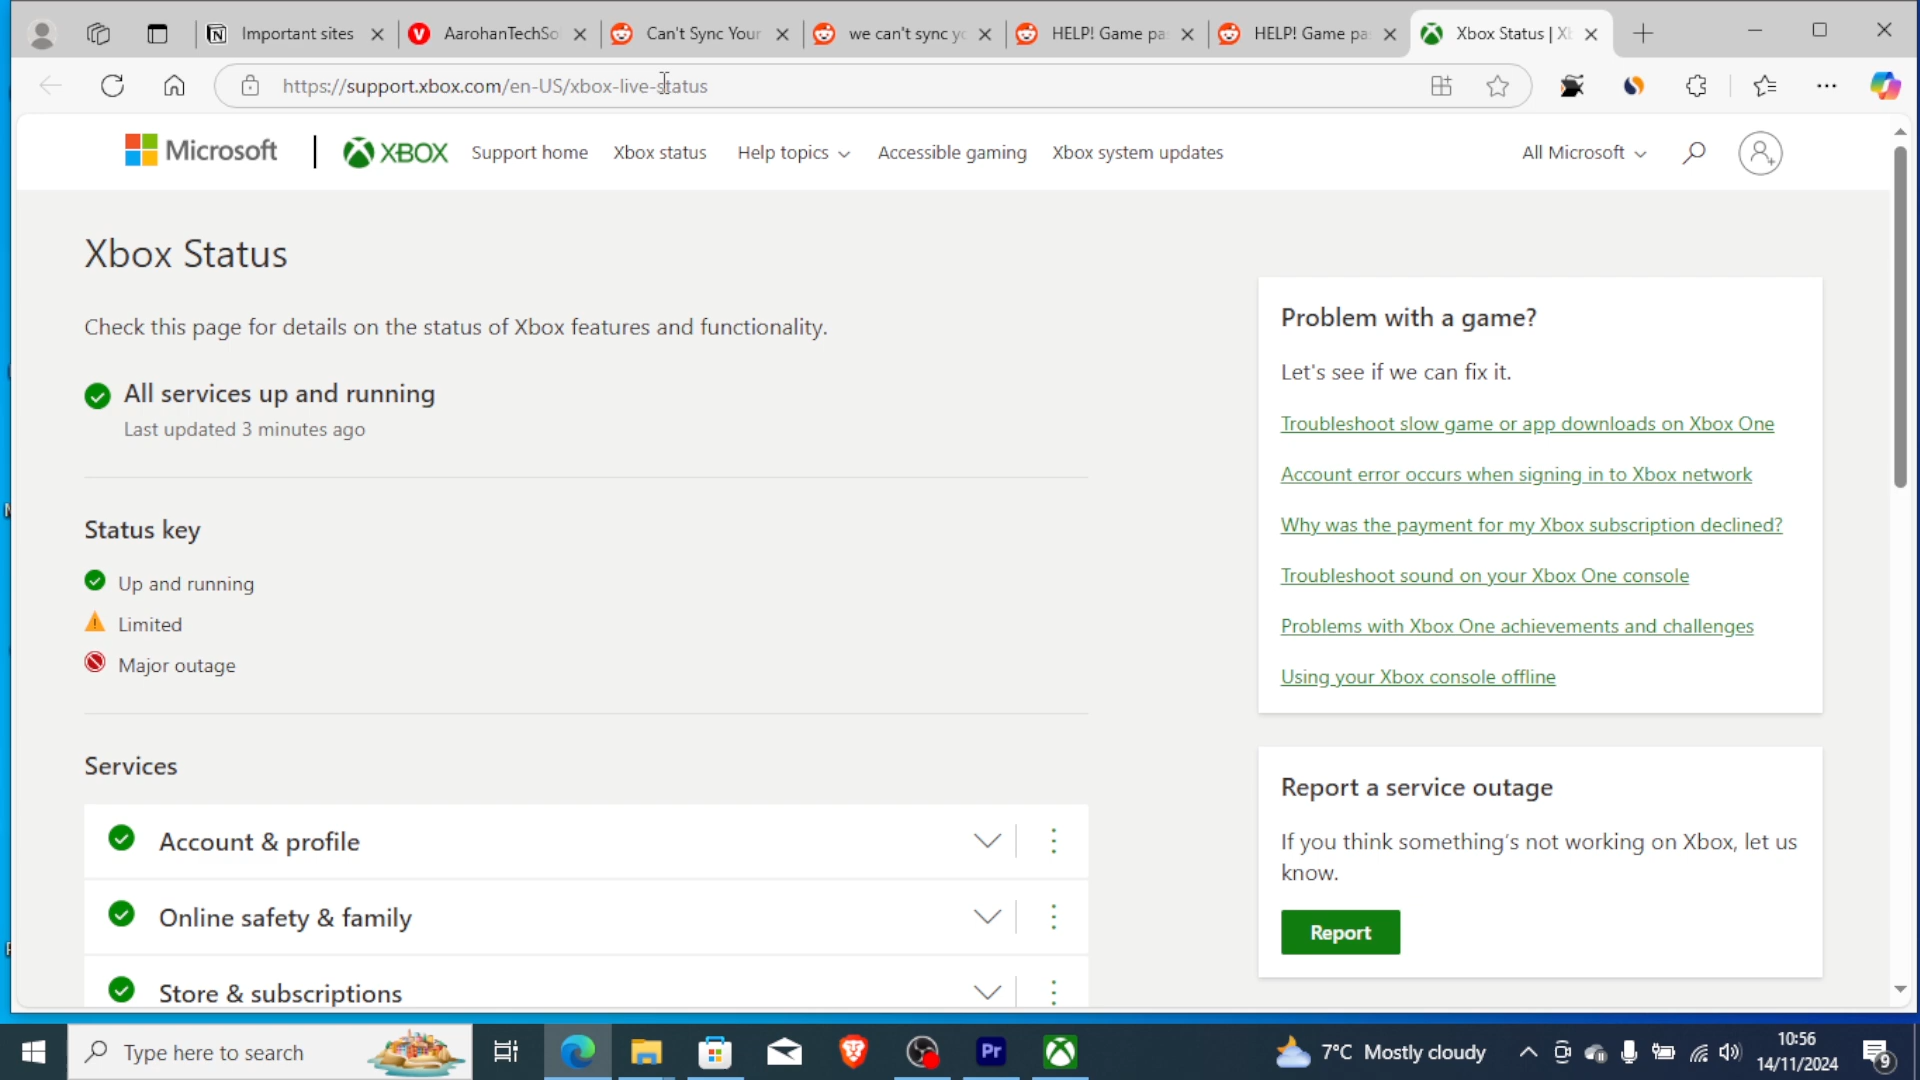 Important sites
AarohanTechSo
Can't Sync Your
we can't sync yo
HELP! Game pa
HELP! Game pa
Xbox Status | X
https://support.xbox.com/en-US/xbox-live-status
Microsoft
XBOX
Support home
Xbox status
Help topics
Accessible gaming
Xbox system updates
All Microsoft
Xbox Status
Check this page for details on the status of Xbox features and functionality.
All services up and running
Last updated 3 minutes ago
Status key
Up and running
Limited
Major outage
Services
Account & profile
Online safety & family
Store & subscriptions
Problem with a game?
Let's see if we can fix it.
Troubleshoot slow game or app downloads on Xbox One
Account error occurs when signing in to Xbox network
Why was the payment for my Xbox subscription declined?
Troubleshoot sound on your Xbox One console
Problems with Xbox One achievements and challenges
Using your Xbox console offline
Report a service outage
If you think something's not working on Xbox, let us
know.
Report
Type here to search
Pr
7°C Mostly cloudy
10:56
14/11/2024
9